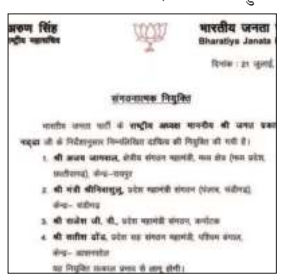 अरुण सिंह
राष्ट्रीय महासचिव
भारतीय जनता
Bharatiya Janata
दिनांक : 21 जुलाई,
संगठनात्मक नियुक्ति
भारतीय जनता पार्टी के राष्ट्रीय अध्यक्ष माननीय श्री जगत प्रका
नड्डा जी के निर्देशानुसार निम्नलिखित दायित्व की नियुक्ति की गयी है।
1. श्री अजय जामवाल, क्षेत्रीय संगठन महामंत्री, मध्य क्षेत्र (मध्य प्रदेश,
छत्तीसगढ़), केन्द्र-रायपुर
2. श्री मंत्री श्रीनिवासुलु, प्रदेश महामंत्री संगठन (पंजाब, चंडीगढ़),
केन्द्र- चंडीगढ़
3. श्री राजेश जी. वी., प्रदेश महामंत्री संगठन, कर्नाटक
4. श्री सतीश धोंड, प्रदेश सह संगठन महामंत्री, पश्चिम बंगाल,
केन्द्र- आसनसोल
यह नियुक्ति तत्काल प्रभाव से लागू होगी।